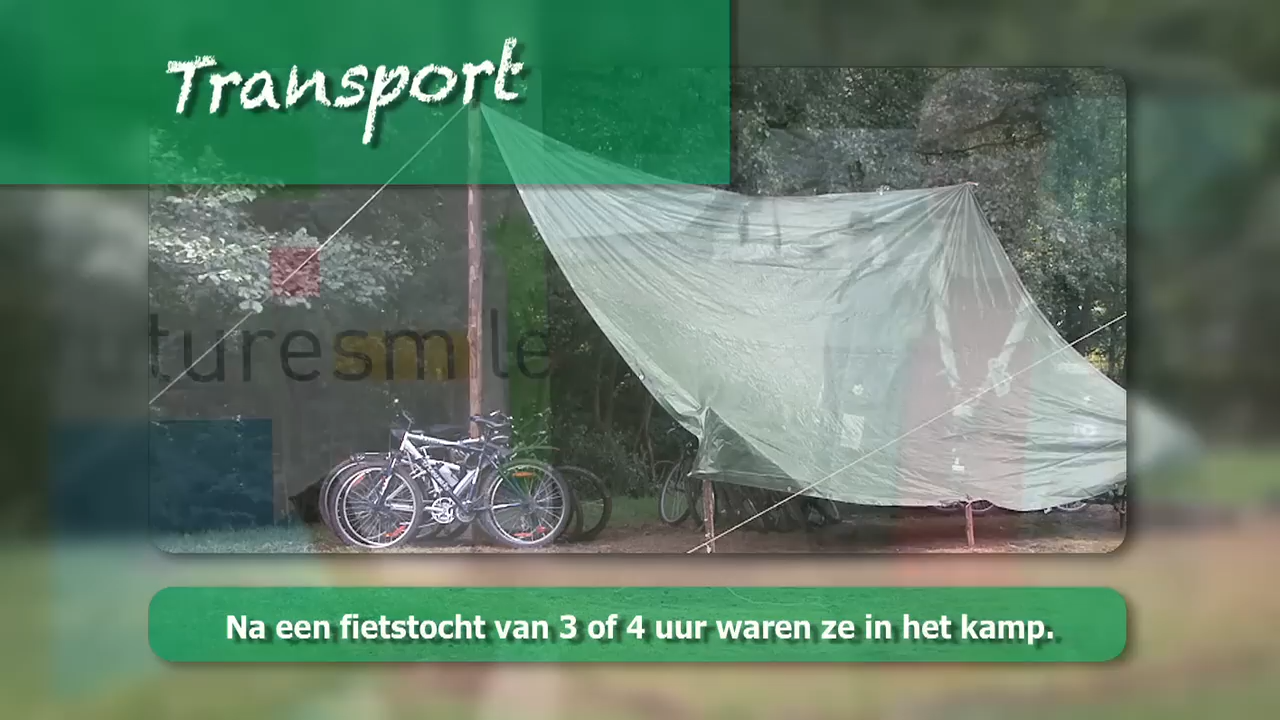 Transport
turesmile
Na een fietstocht van 3 of 4 uur waren ze in het kamp.